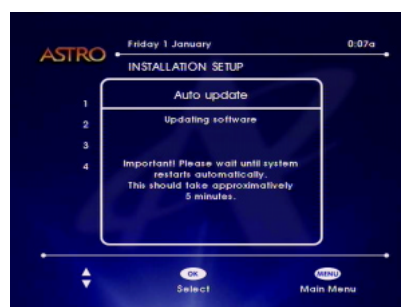 ASTRO
Friday 1 January 0:07a
INSTALLATION SETUP
Auto update
1
Updating software
2
3
4
Important! Please wait until system
restarts automatically.
This should take approximatively
5 minutes.
OK
Select
MENU
Main Menu